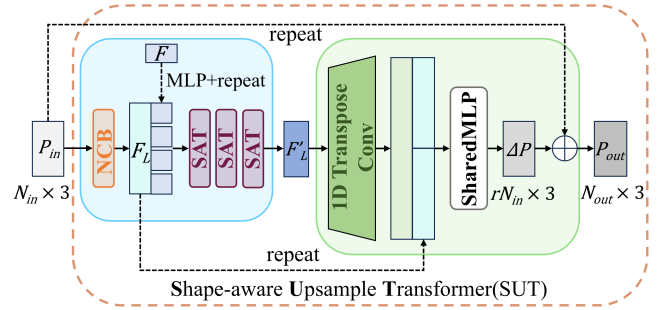 repeat
F
MLP+repeat
P_in
N_in × 3
NCB
F_L
SAT
SAT
SAT
F'_L
1D Transpose
Conv
SharedMLP
ΔP
rN_in × 3
P_out
N_out × 3
repeat
Shape-aware Upsample Transformer(SUT)